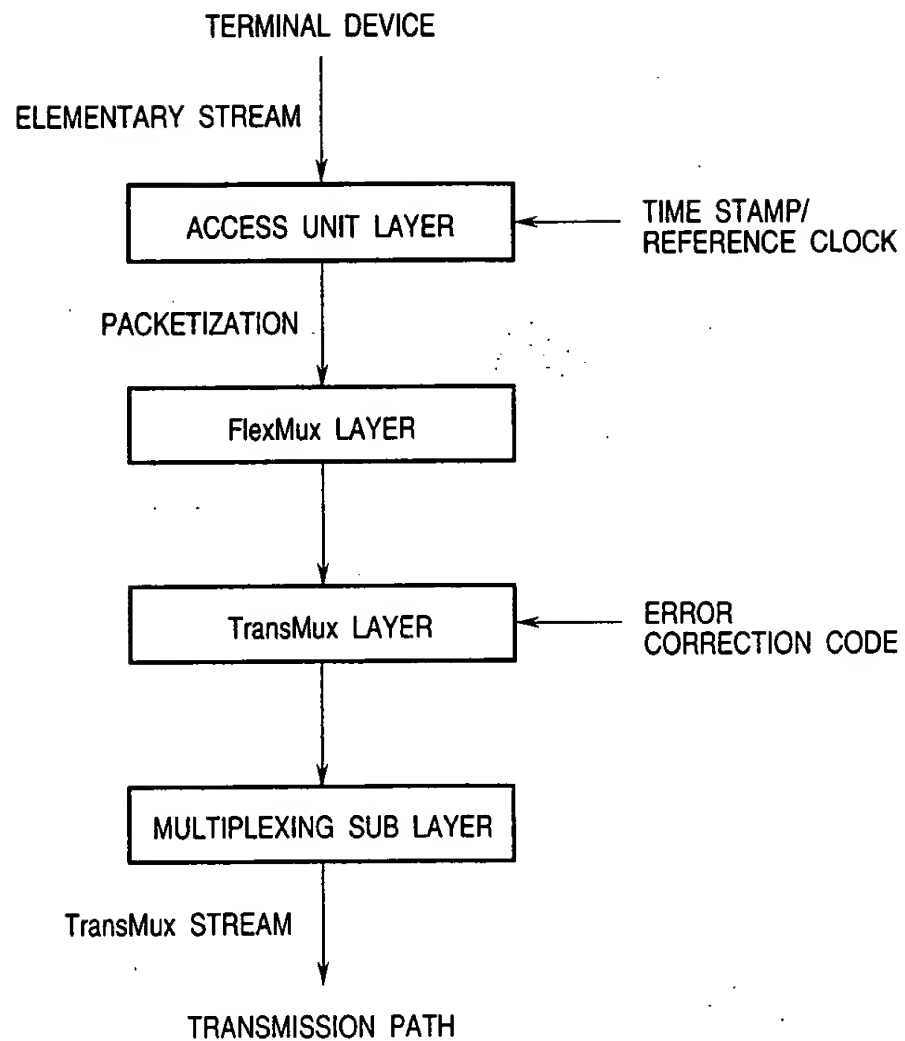 TERMINAL DEVICE
ELEMENTARY STREAM
ACCESS UNIT LAYER
TIME STAMP/
REFERENCE CLOCK
PACKETIZATION
FlexMux LAYER
TransMux LAYER
ERROR
CORRECTION CODE
MULTIPLEXING SUB LAYER
TransMux STREAM
TRANSMISSION PATH